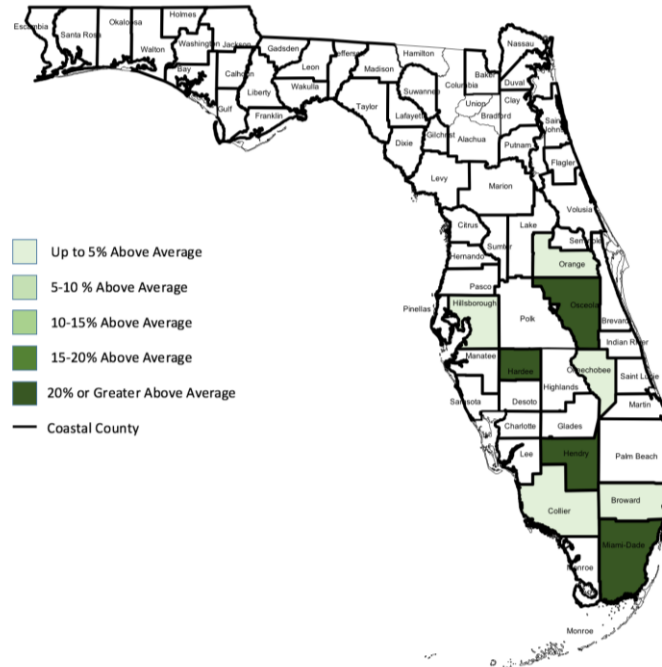 Holmes
Escambia
Santa Rosa
Okaloosa
Walton
Washington
Jackson
Bay
Calhoun
Gulf
Gadsden
Liberty
Franklin
Leon
Wakulla
Jefferson
Madison
Taylor
Hamilton
Suwannee
Lafayette
Dixie
Columbia
Gilchrist
Baker
Union
Bradford
Alachua
Nassau
Duval
Clay
Saint Johns
Putnam
Flagler
Levy
Marion
Volusia
Citrus
Sumter
Lake
Hernando
Seminole
Orange
Pasco
Pinellas
Hillsborough
Polk
Osceola
Brevard
Indian River
Manatee
Hardee
Okeechobee
Highlands
Saint Lucie
Sarasota
Desoto
Martin
Charlotte
Glades
Lee
Hendry
Palm Beach
Collier
Broward
Miami-Dade
Monroe
Monroe
Up to 5% Above Average
5-10 % Above Average
10-15% Above Average
15-20% Above Average
20% or Greater Above Average
Coastal County